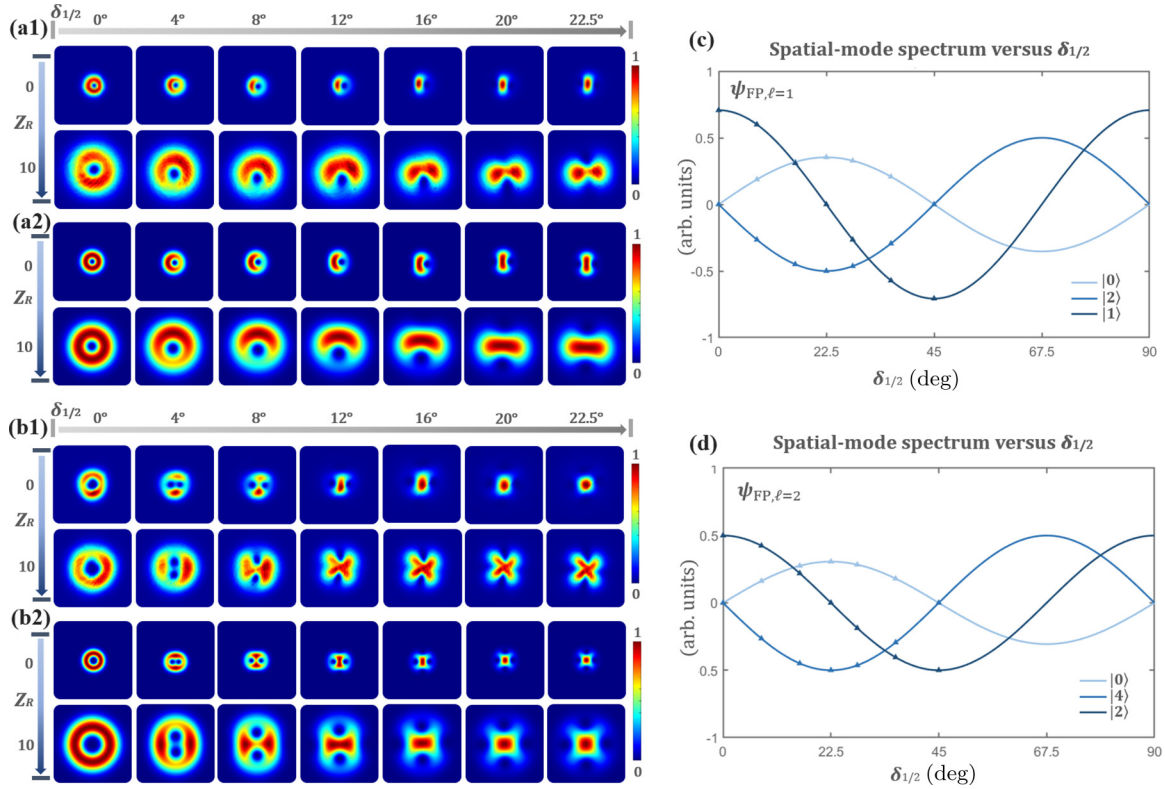 δ1/2
0° 4° 8° 12° 16° 20° 22.5°
(a1)
0
ZR
10
1
0
(a2)
0
ZR
10
1
0
δ1/2
0° 4° 8° 12° 16° 20° 22.5°
(b1)
0
ZR
10
1
0
(b2)
0
ZR
10
1
0
(c)
Spatial-mode spectrum versus δ1/2
ψFP,ℓ=1
1
0.5
0
-0.5
-1
(arb. units)
|0⟩
|2⟩
|1⟩
0 22.5 45 67.5 90
δ1/2 (deg)
(d)
Spatial-mode spectrum versus δ1/2
ψFP,ℓ=2
1
0.5
0
0.5
-1
(arb. units)
|0⟩
|4⟩
|2⟩
0 22.5 45 67.5 90
δ1/2 (deg)